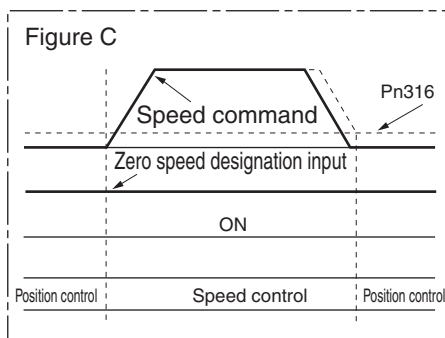 Figure C
Pn316
Speed command
Zero speed designation input
ON
Position control Speed control Position control